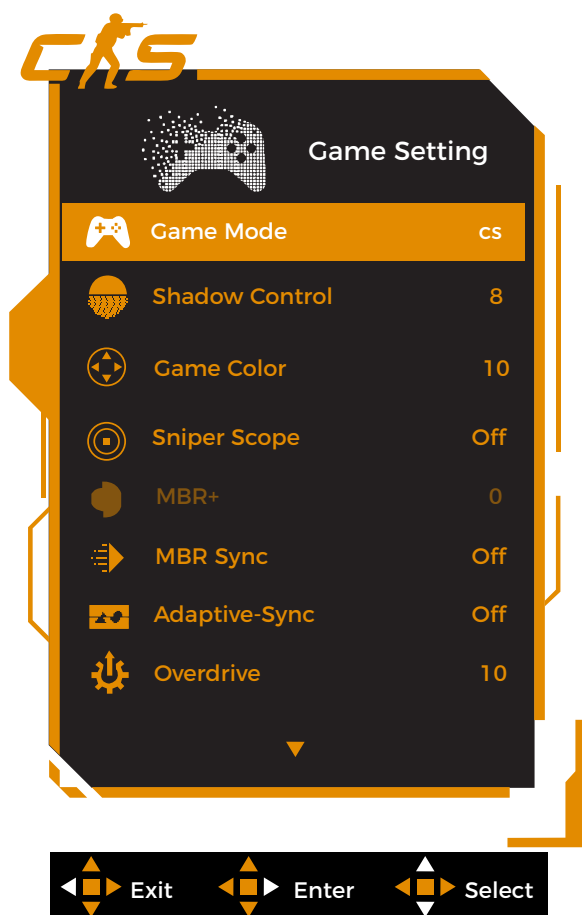 CS
Game Setting
Game Mode cs
Shadow Control 8
Game Color 10
Sniper Scope Off
MBR+ 0
MBR Sync Off
Adaptive-Sync Off
Overdrive 10
Exit Enter Select